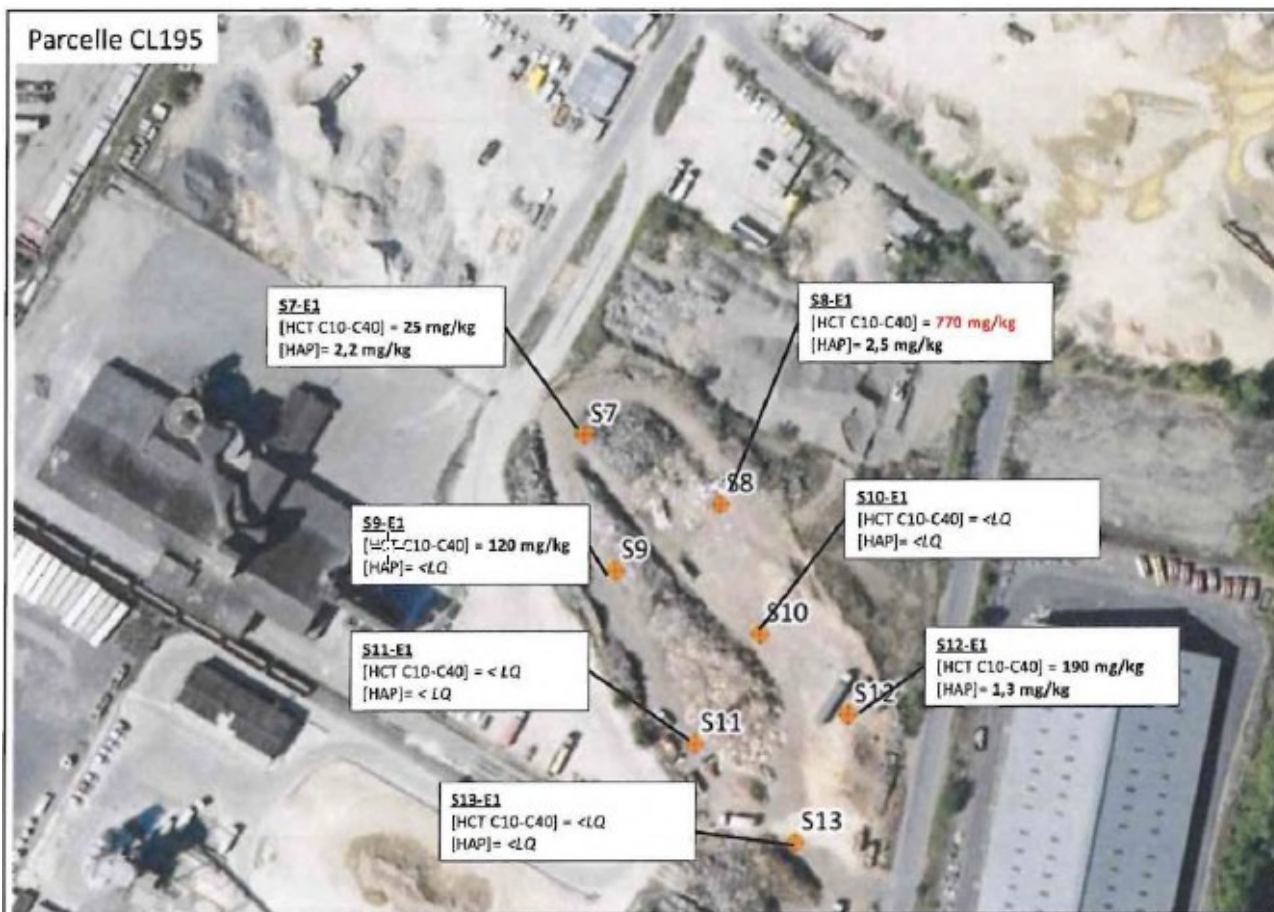 Parcelle CL195
S7-E1
[HCT C10-C40] = 25 mg/kg
[HAP]= 2,2 mg/kg
S8-E1
[HCT C10-C40] = 770 mg/kg
[HAP]= 2,5 mg/kg
S7
S8
S10-E1
[HCT C10-C40] = <LQ
[HAP]= <LQ
S9-E1
[HCT C10-C40] = 120 mg/kg
[HAP]= <LQ
S9
S10
S11-E1
[HCT C10-C40] = < LQ
[HAP]= < LQ
S12-E1
[HCT C10-C40] = 190 mg/kg
[HAP]= 1,3 mg/kg
S12
S11
S13-E1
[HCT C10-C40] = <LQ
[HAP]= <LQ
S13